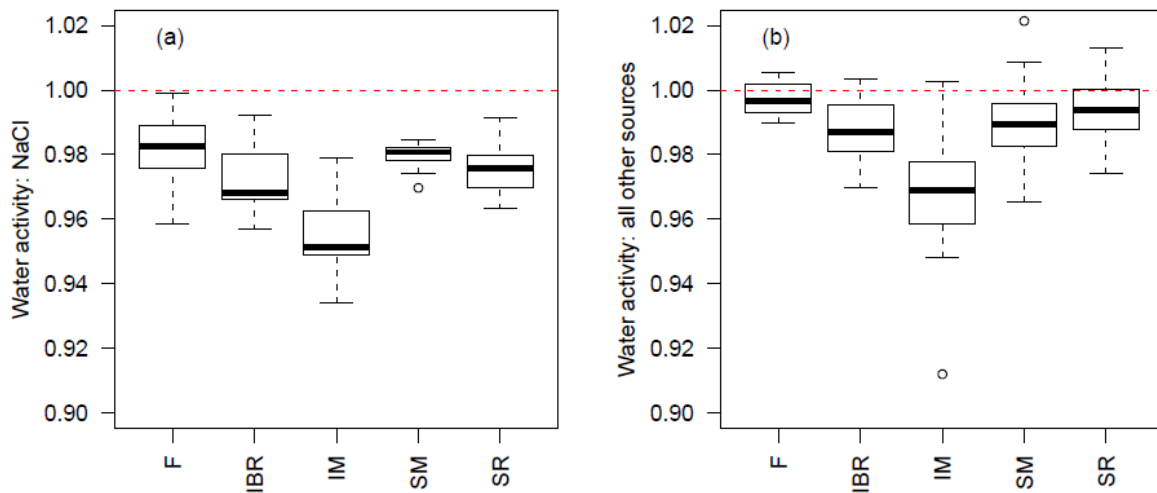 (a)
Water activity: NaCl
1.02
1.00
0.98
0.96
0.94
0.92
0.90
F
IBR
IM
SM
SR
(b)
Water activity: all other sources
1.02
1.00
0.98
0.96
0.94
0.92
0.90
F
IBR
IM
SM
SR